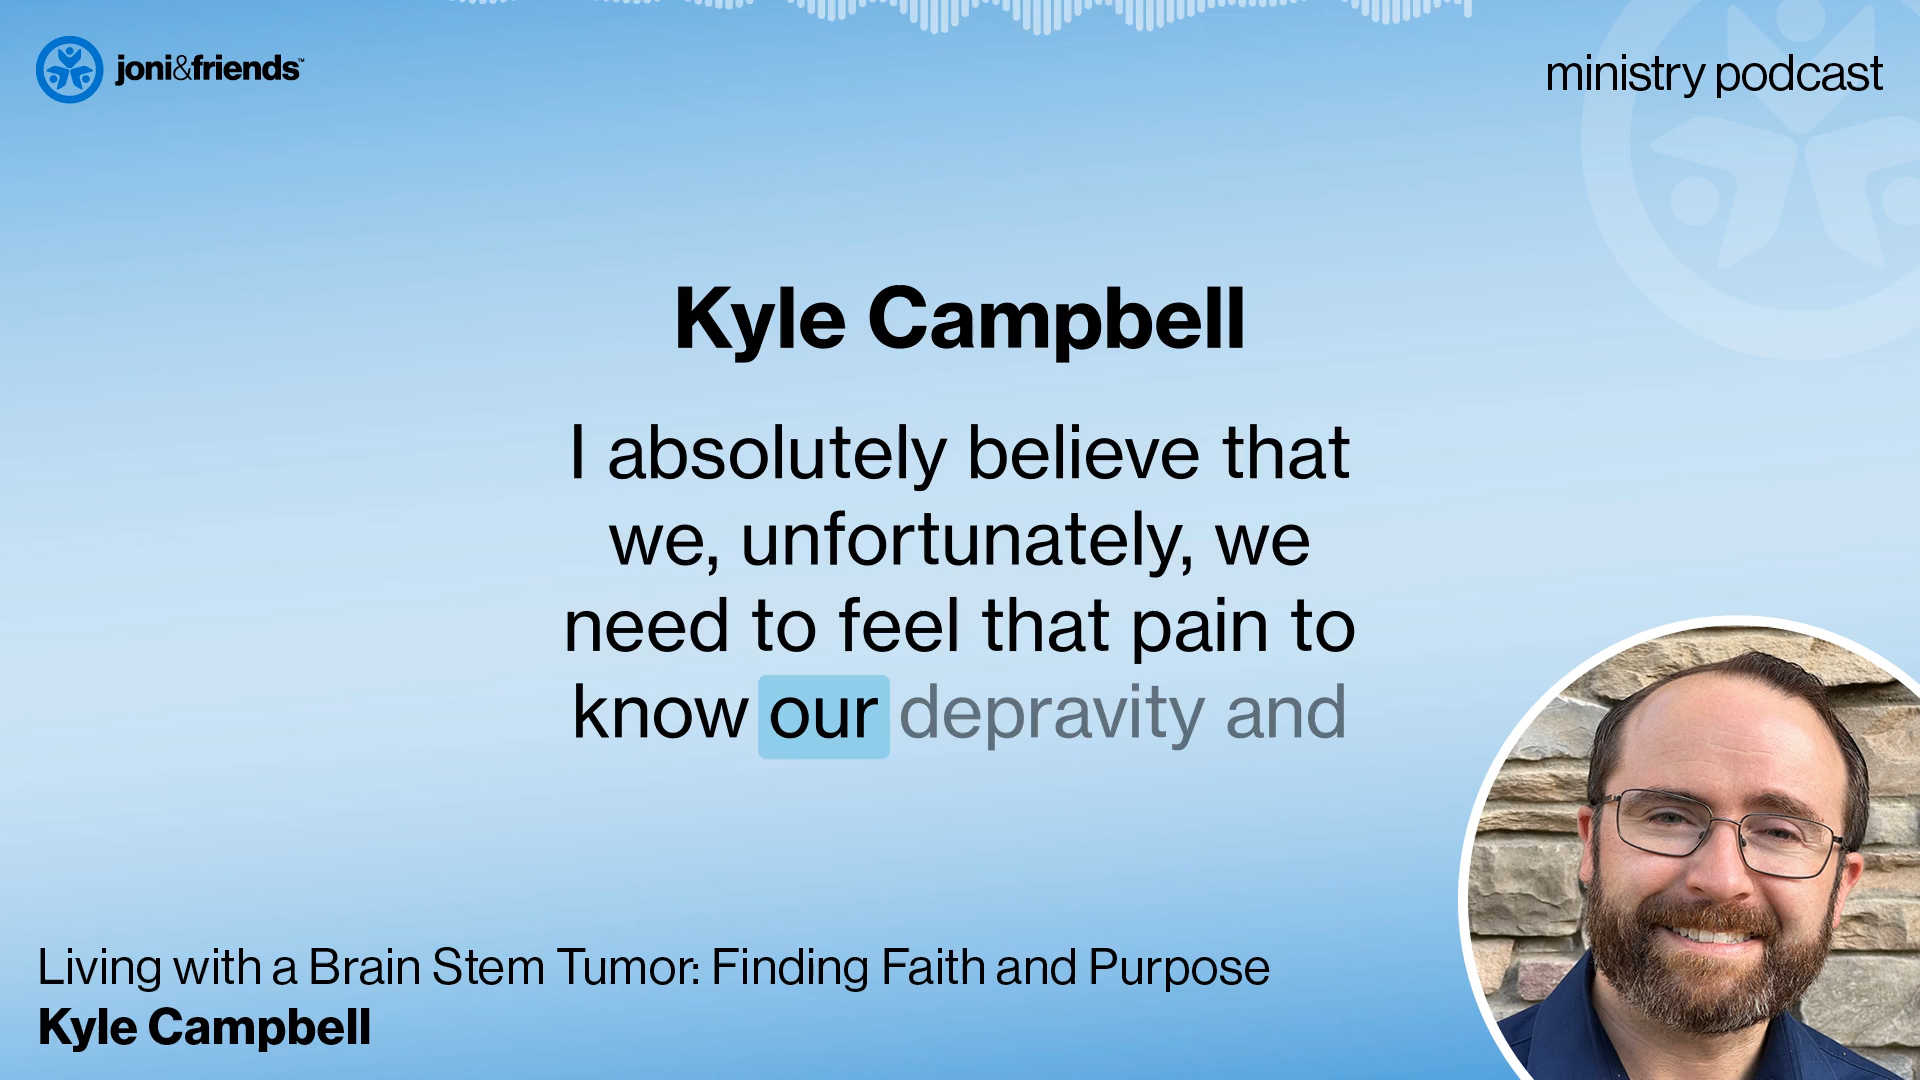 joni&friends™
ministry podcast
Kyle Campbell
I absolutely believe that
we, unfortunately, we
need to feel that pain to
know our depravity and
Living with a Brain Stem Tumor: Finding Faith and Purpose
Kyle Campbell